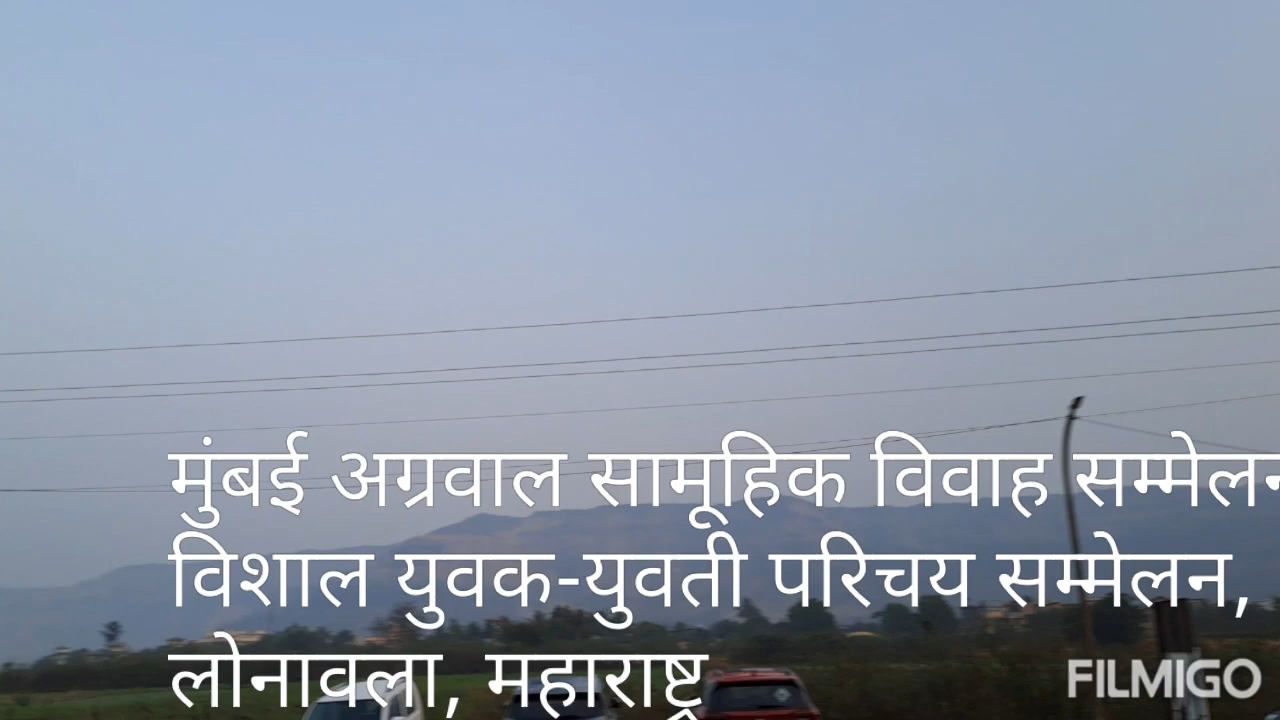 मुंबई अग्रवाल सामूहिक विवाह सम्मेलन
विशाल युवक-युवती परिचय सम्मेलन,
लोनावला, महाराष्ट्र
FILMIGO